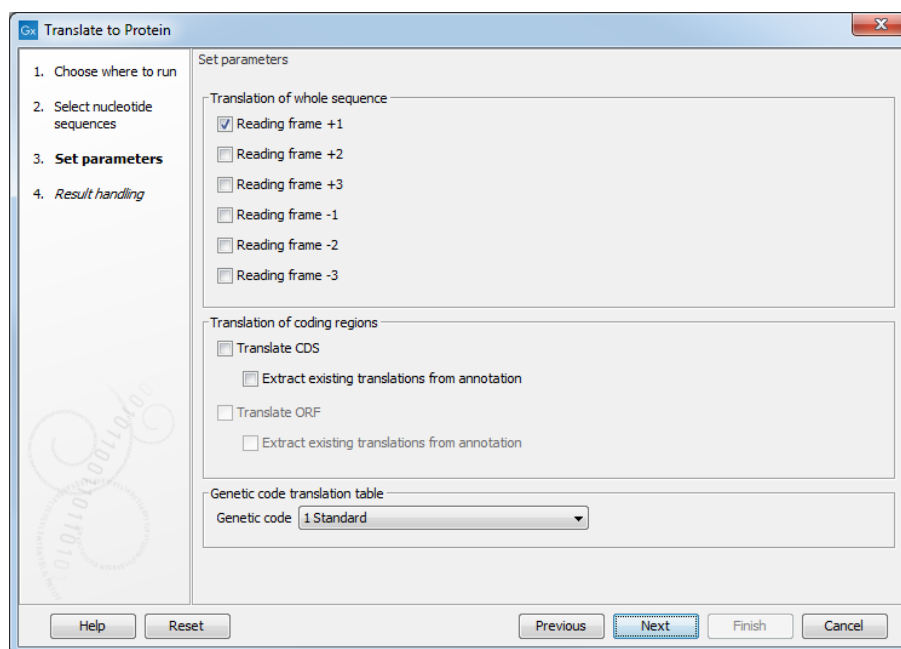 Gx Translate to Protein
1. Choose where to run
2. Select nucleotide
sequences
3. Set parameters
4. Result handling
Set parameters
Translation of whole sequence
Reading frame +1
Reading frame +2
Reading frame +3
Reading frame -1
Reading frame -2
Reading frame -3
Translation of coding regions
Translate CDS
Extract existing translations from annotation
Translate ORF
Extract existing translations from annotation
Genetic code translation table
Genetic code 1 Standard
Help Reset Previous Next Finish Cancel